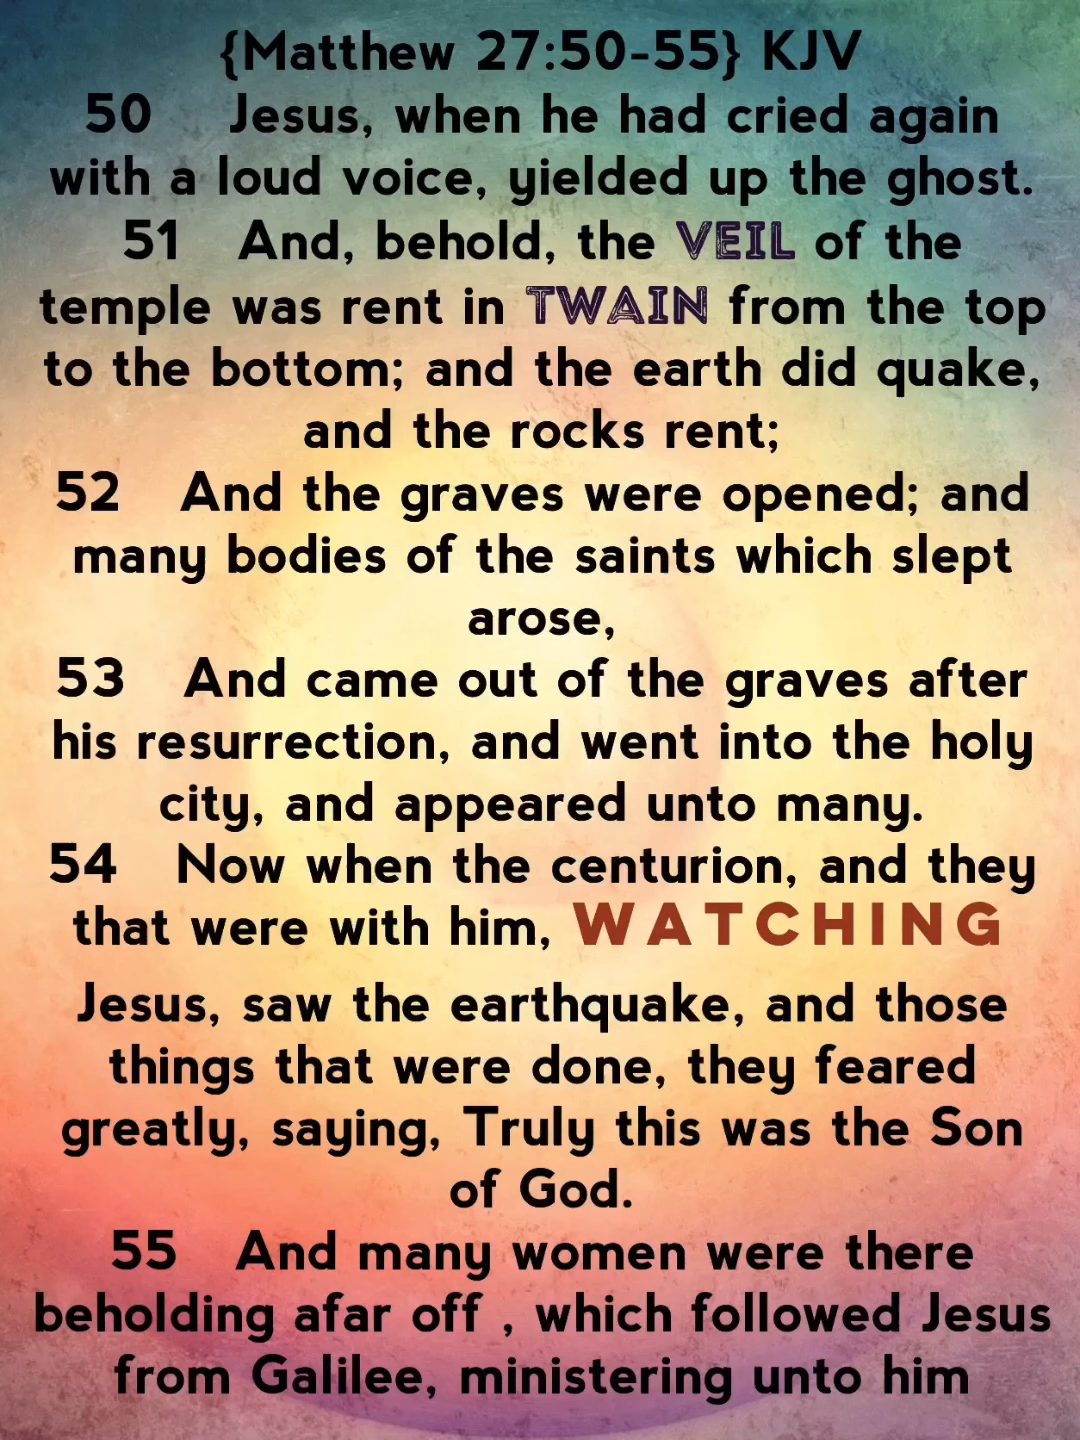 {Matthew 27:50-55} KJV
50 Jesus, when he had cried again
with a loud voice, yielded up the ghost.
51 And, behold, the VEIL of the
temple was rent in TWAIN from the top
to the bottom; and the earth did quake,
and the rocks rent;
52 And the graves were opened; and
many bodies of the saints which slept
arose,
53 And came out of the graves after
his resurrection, and went into the holy
city, and appeared unto many.
54 Now when the centurion, and they
that were with him, WATCHING
Jesus, saw the earthquake, and those
things that were done, they feared
greatly, saying, Truly this was the Son
of God.
55 And many women were there
beholding afar off , which followed Jesus
from Galilee, ministering unto him